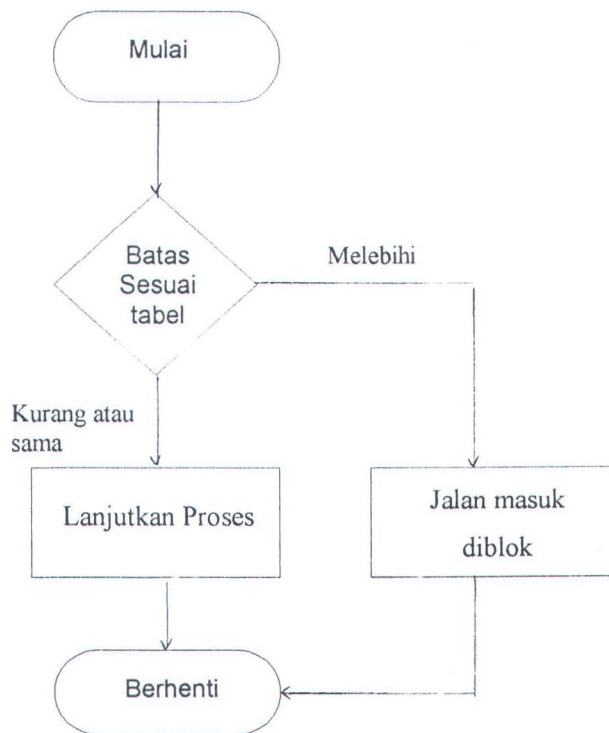 Mulai
Batas
Sesuai
tabel
Melebihi
Kurang atau
sama
Lanjutkan Proses
Jalan masuk
diblok
Berhenti